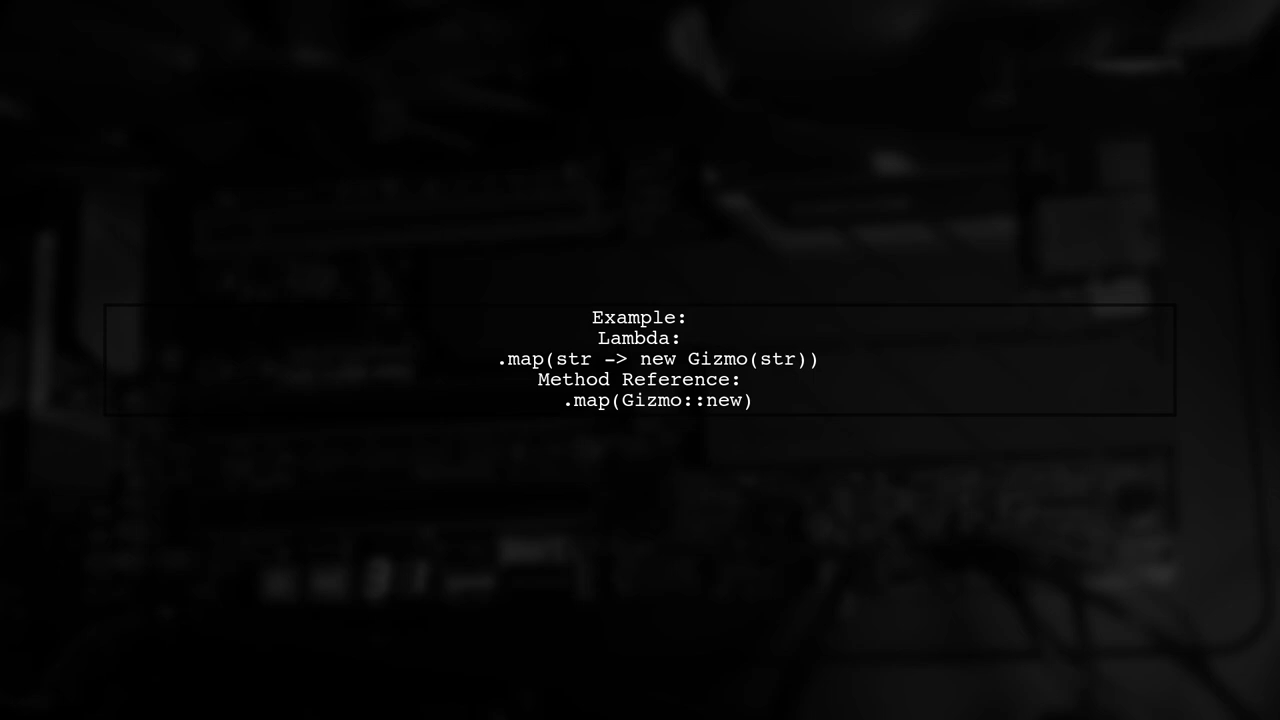 Example:
Lambda:
.map(str -> new Gizmo(str))
Method Reference:
.map(Gizmo::new)